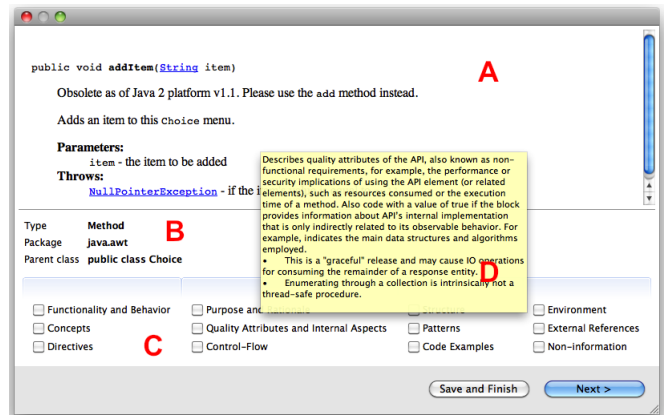 public void addItem(String item)
A
Obsolete as of Java 2 platform v1.1. Please use the add method instead.
Adds an item to this Choice menu.
Parameters:
item - the item to be added
Throws:
NullPointerException - if the i
Describes quality attributes of the API, also known as non-
functional requirements, for example, the performance or
security implications of using the API element (or related
elements), such as resources consumed or the execution
time of a method. Also code with a value of true if the block
provides information about API's internal implementation
that is only indirectly related to its observable behavior. For
example, indicates the main data structures and algorithms
employed.
• This is a "graceful" release and may cause IO operations
for consuming the remainder of a response entity.
• Enumerating through a collection is intrinsically not a
thread-safe procedure.
D
Type Method
Package java.awt
Parent class public class Choice
B
Functionality and Behavior Purpose and Environment
Concepts Quality Attributes and Internal Aspects Patterns External References
Directives Control-Flow Code Examples Non-information
C
Save and Finish Next >